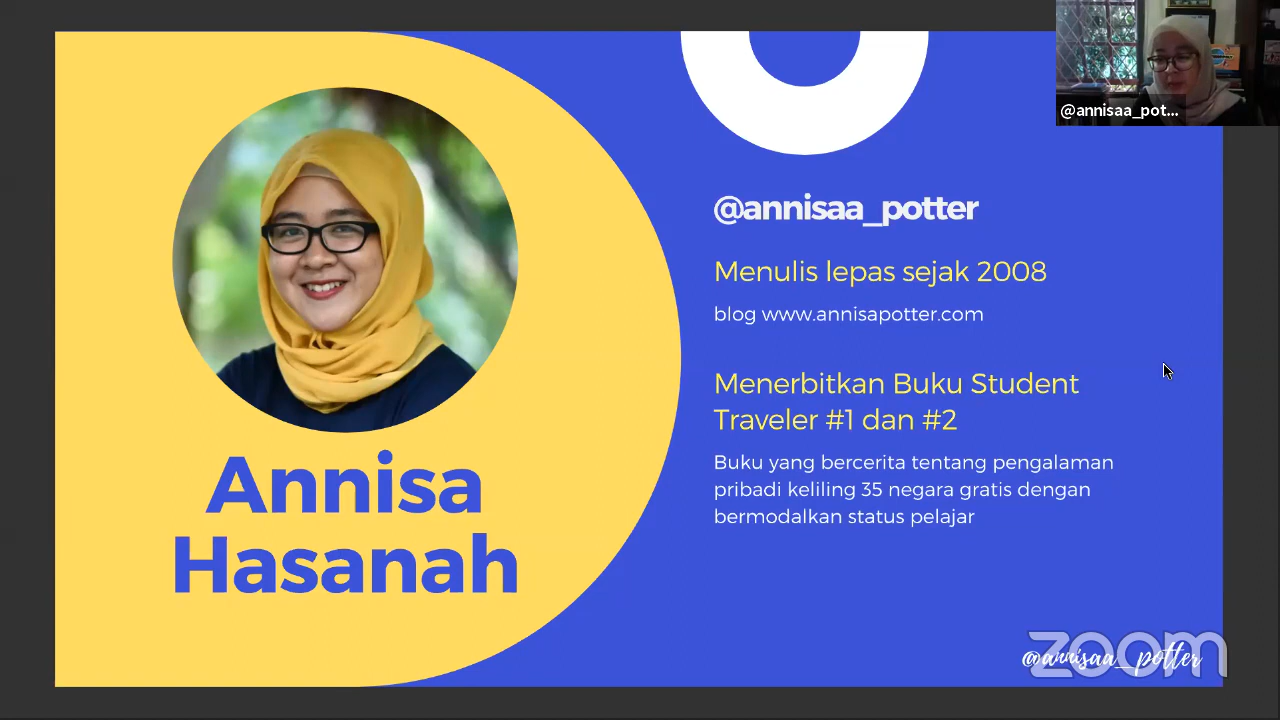 @annisaa_pot...
Annisa
Hasanah
@annisaa_potter
Menulis lepas sejak 2008
blog www.annisapotter.com
Menerbitkan Buku Student
Traveler #1 dan #2
Buku yang bercerita tentang pengalaman
pribadi keliling 35 negara gratis dengan
bermodalkan status pelajar
@annisaa_potter
zoom